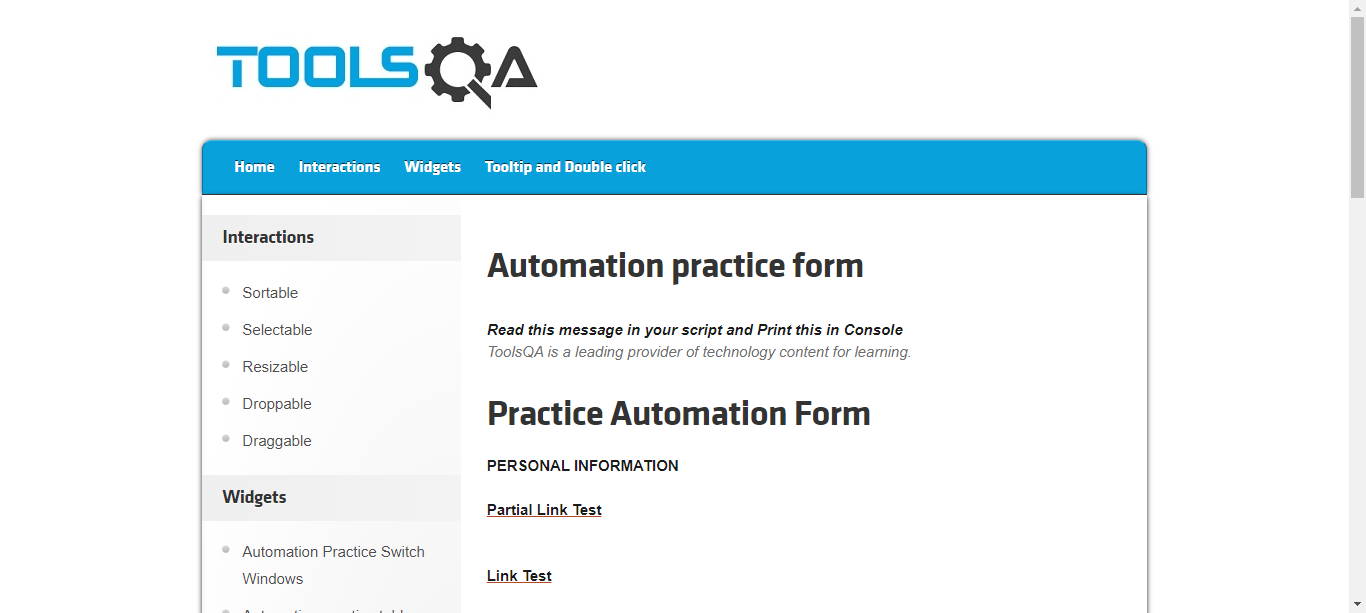 TOOLSQA
Home Interactions Widgets Tooltip and Double click
Interactions
Sortable
Selectable
Resizable
Droppable
Draggable
Widgets
Automation Practice Switch
Windows
Automation practice form
Read this message in your script and Print this in Console
ToolsQA is a leading provider of technology content for learning.
Practice Automation Form
PERSONAL INFORMATION
Partial Link Test
Link Test